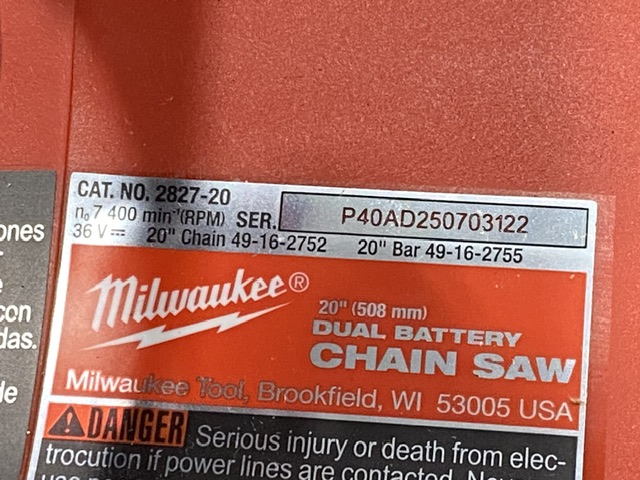 CAT. NO. 2827-20
n₀ 7 400 min⁻¹(RPM) SER. P40AD250703122
36 V⎓ 20" Chain 49-16-2752 20" Bar 49-16-2755
Milwaukee®
20" (508 mm)
DUAL BATTERY
CHAIN SAW
Milwaukee Tool, Brookfield, WI 53005 USA
DANGER Serious injury or death from elec-
trocution if power lines are contacted.
ones
con
das.
de